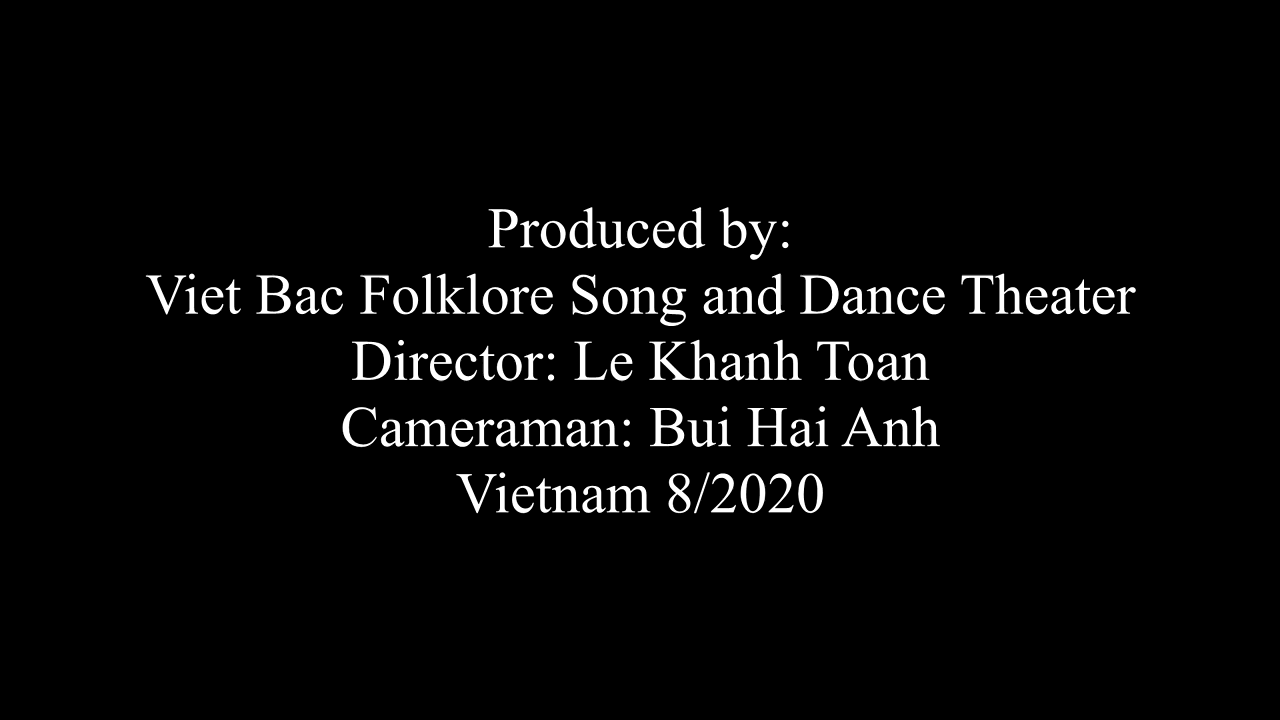 Produced by:
Viet Bac Folklore Song and Dance Theater
Director: Le Khanh Toan
Cameraman: Bui Hai Anh
Vietnam 8/2020